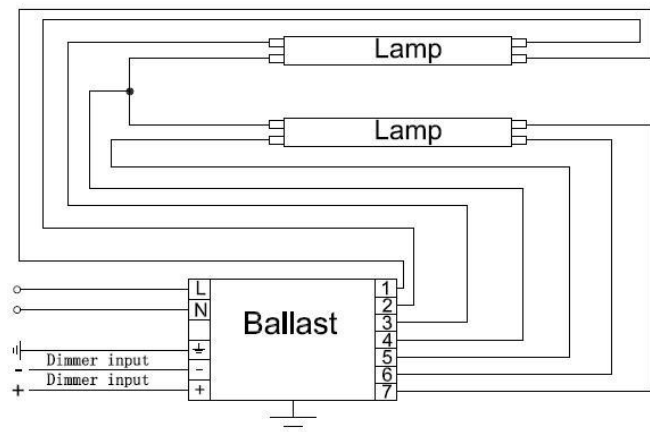 Lamp
Lamp
L
N
Dimmer input
- -
Dimmer input
+ +
Ballast
1
2
3
4
5
6
7